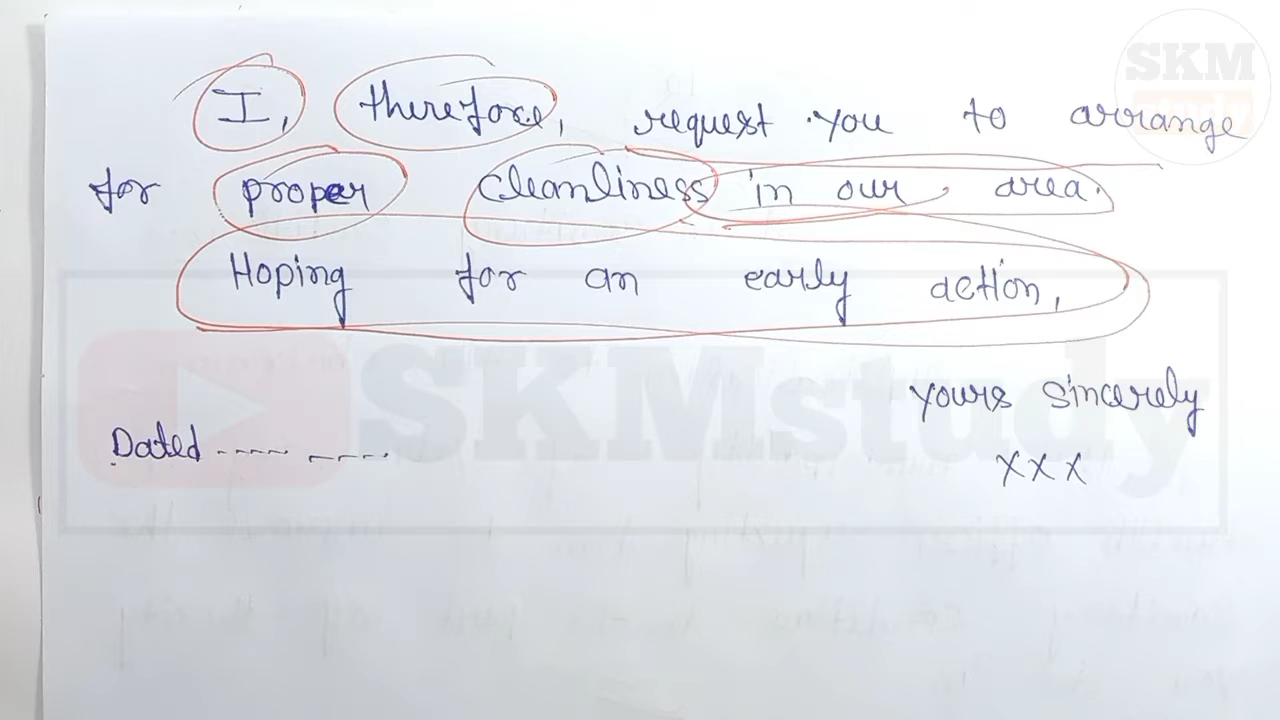 SKM
study
I, therefore, request you to arrange
for proper cleanliness in our area.
Hoping for an early action,
SKMstudy
Yours Sincerely
Dated ---- ----
XXX